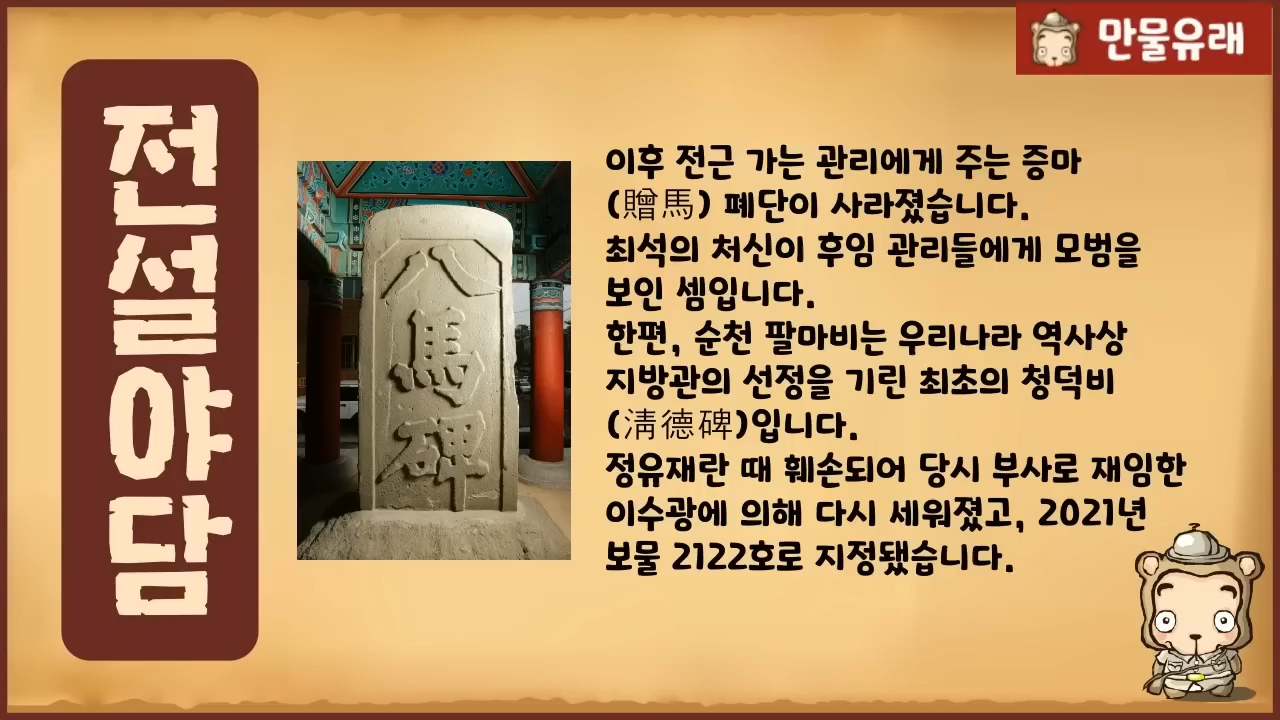 만물유래
전설야담
八馬碑
이후 전근 가는 관리에게 주는 증마
(贈馬) 폐단이 사라졌습니다.
최석의 처신이 후임 관리들에게 모범을
보인 셈입니다.
한편, 순천 팔마비는 우리나라 역사상
지방관의 선정을 기린 최초의 청덕비
(淸德碑)입니다.
정유재란 때 훼손되어 당시 부사로 재임한
이수광에 의해 다시 세워졌고, 2021년
보물 2122호로 지정됐습니다.